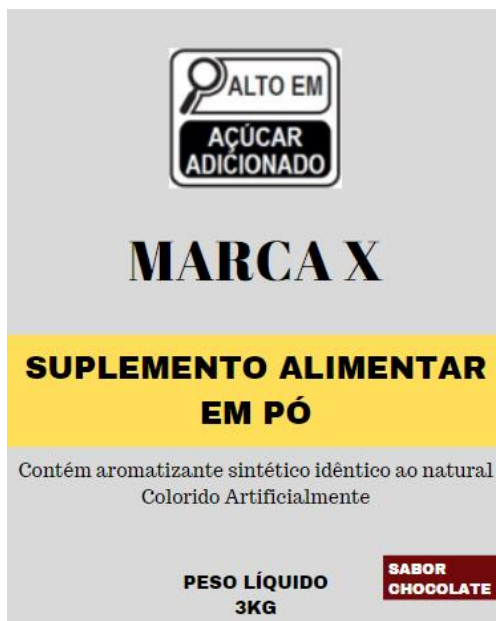 ALTO EM
AÇÚCAR
ADICIONADO
MARCA X
SUPLEMENTO ALIMENTAR
EM PÓ
Contém aromatizante sintético idêntico ao natural
Colorido Artificialmente
PESO LÍQUIDO
3KG
SABOR
CHOCOLATE